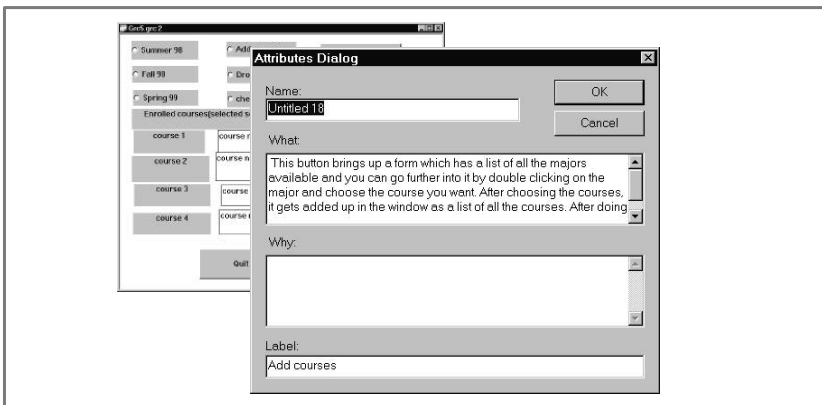 Grc5.grc:2
Summer 98
Add
Fall 98
Dro
Spring 99
che
Enrolled courses(selected se
course 1
course n
course 2
course n
course 3
course
course 4
course n
Quit
Attributes Dialog
Name:
Untitled 18
OK
Cancel
What:
This button brings up a form which has a list of all the majors
available and you can go further into it by double clicking on the
major and choose the course you want. After choosing the courses,
it gets added up in the window as a list of all the courses. After doing
Why:
Label:
Add courses